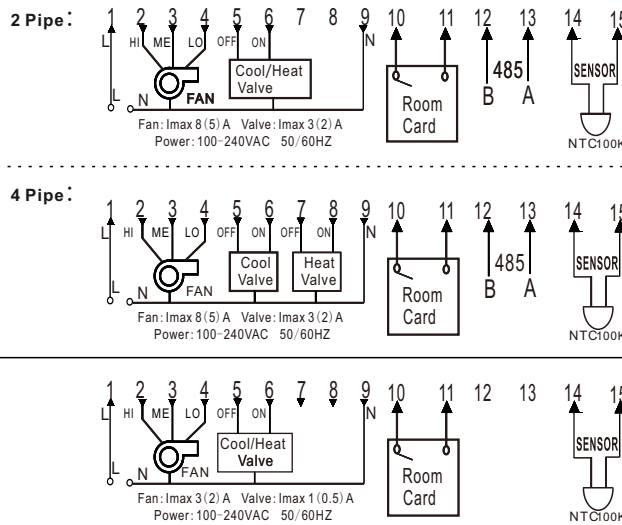 2 Pipe:
1 2 3 4 5 6 7 8 9 10 11 12 13 14 15
L HI ME LO OFF ON N
Cool/Heat
Valve
485
SENSOR
L N FAN
B A
Room
Card
Fan: Imax 8(5)A Valve: Imax 3(2)A
Power: 100-240VAC 50/60HZ
NTC100K
4 Pipe:
1 2 3 4 5 6 7 8 9 10 11 12 13 14 15
L HI ME LO OFF ON OFF ON N
Cool
Valve
Heat
Valve
485
SENSOR
L N FAN
B A
Room
Card
Fan: Imax 8(5)A Valve: Imax 3(2)A
Power: 100-240VAC 50/60HZ
NTC100K
1 2 3 4 5 6 7 8 9 10 11 12 13 14 15
L HI ME LO OFF ON N
Cool/Heat
Valve
SENSOR
L N FAN
Room
Card
Fan: Imax 3(2)A Valve: Imax 1(0.5)A
Power: 100-240VAC 50/60HZ
NTC100K